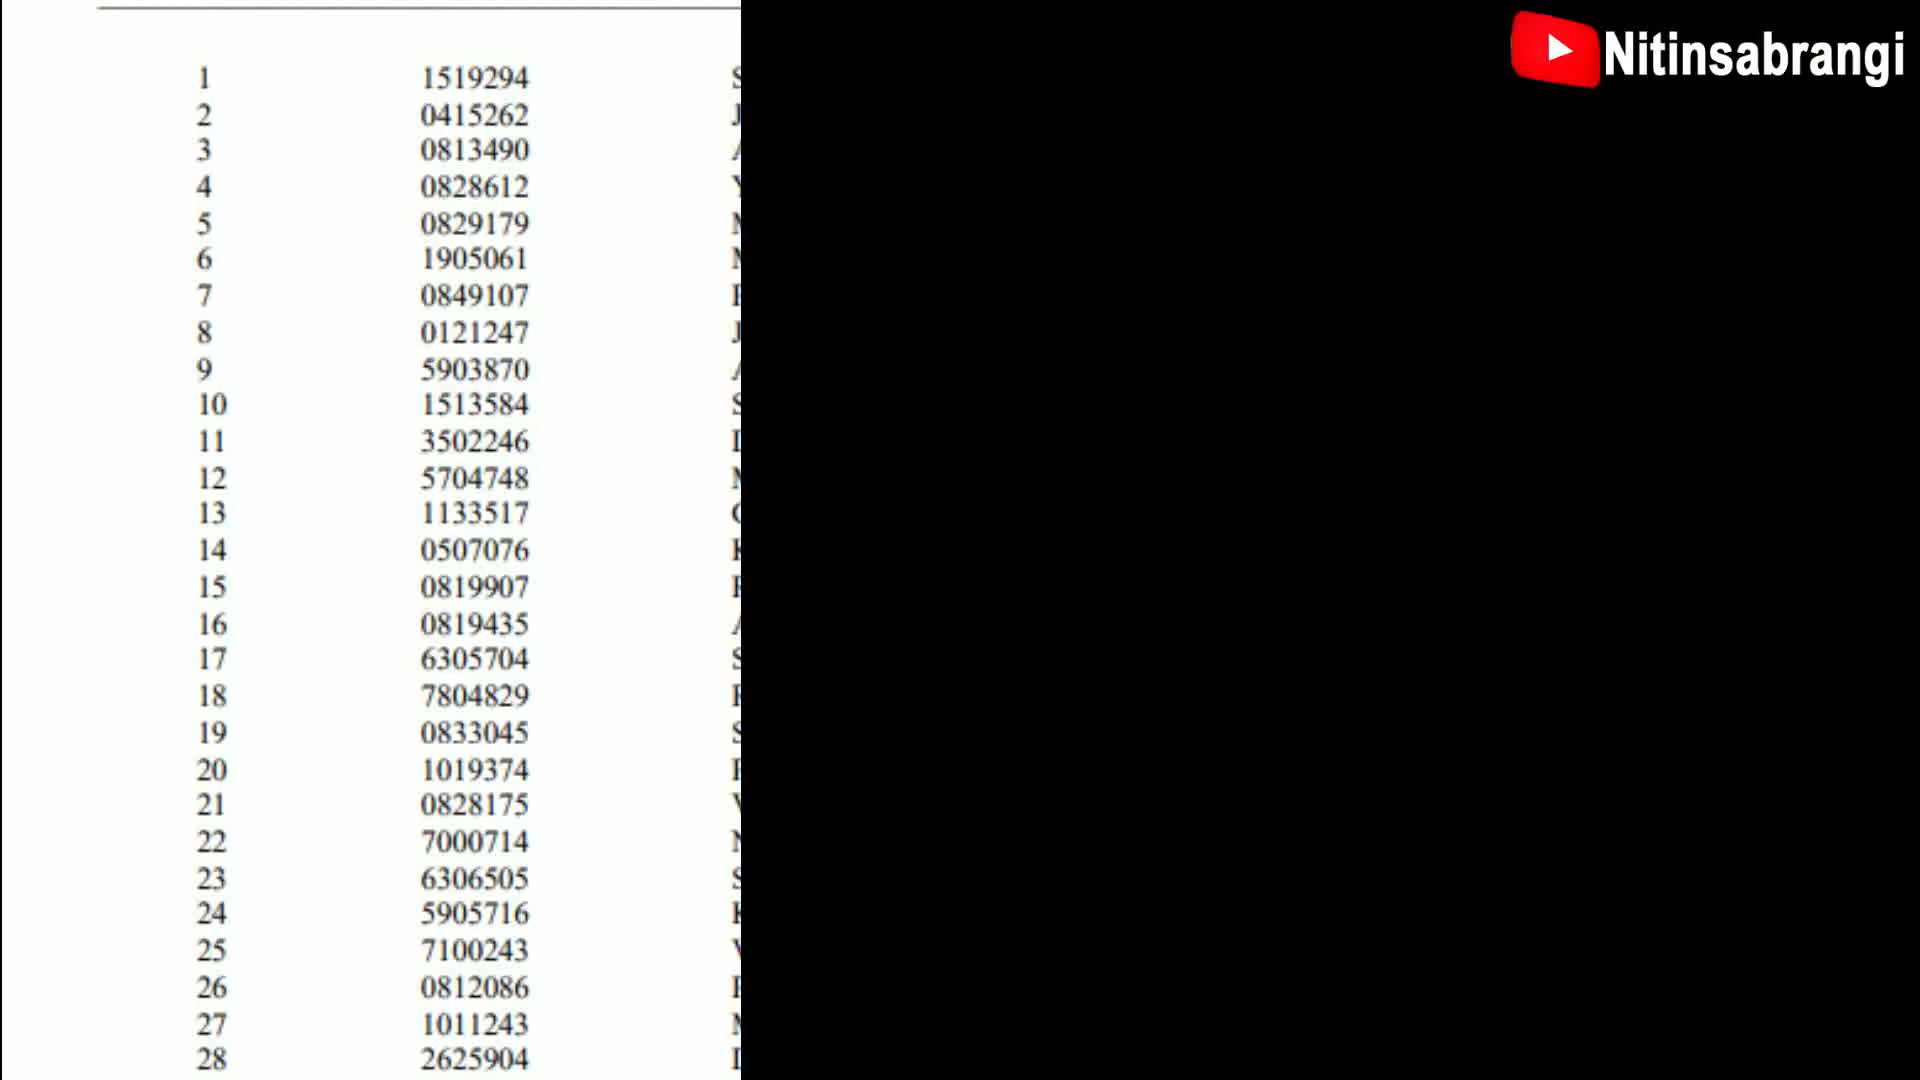 Nitinsabrangi
1 1519294 S
2 0415262 J
3 0813490 A
4 0828612 Y
5 0829179 M
6 1905061 M
7 0849107
8 0121247 J
9 5903870 A
10 1513584 S
11 3502246 D
12 5704748
13 1133517
14 0507076 K
15 0819907
16 0819435 A
17 6305704 S
18 7804829
19 0833045 S
20 1019374
21 0828175 V
22 7000714 N
23 6306505 S
24 5905716 K
25 7100243 V
26 0812086
27 1011243
28 2625904 D